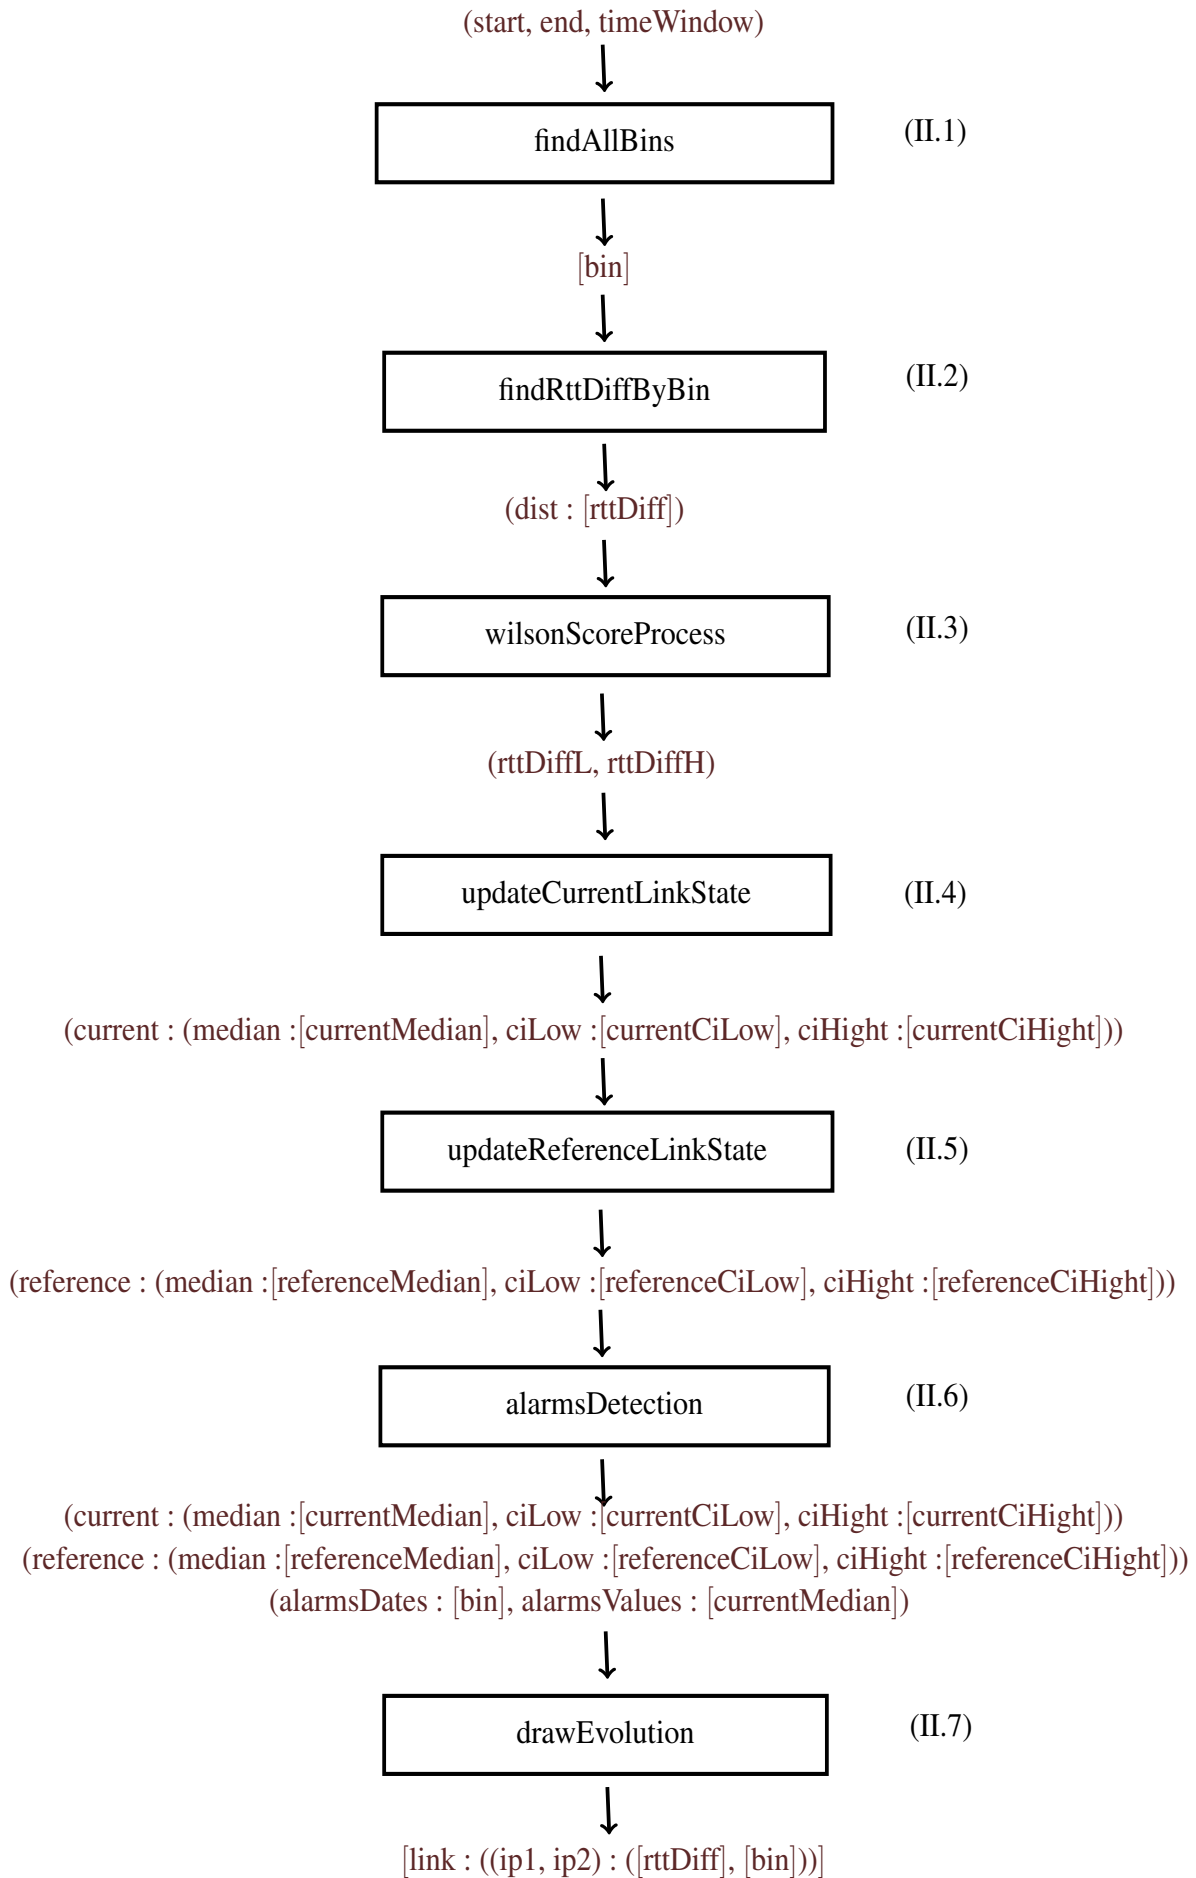 (start, end, timeWindow)
findAllBins (II.1)
[bin]
findRttDiffByBin (II.2)
(dist : [rttDiff])
wilsonScoreProcess (II.3)
(rttDiffL, rttDiffH)
updateCurrentLinkState (II.4)
(current : (median :[currentMedian], ciLow :[currentCiLow], ciHight :[currentCiHight]))
updateReferenceLinkState (II.5)
(reference : (median :[referenceMedian], ciLow :[referenceCiLow], ciHight :[referenceCiHight]))
alarmsDetection (II.6)
(current : (median :[currentMedian], ciLow :[currentCiLow], ciHight :[currentCiHight]))
(reference : (median :[referenceMedian], ciLow :[referenceCiLow], ciHight :[referenceCiHight]))
(alarmsDates : [bin], alarmsValues : [currentMedian])
drawEvolution (II.7)
[link : ((ip1, ip2) : ([rttDiff], [bin]))]